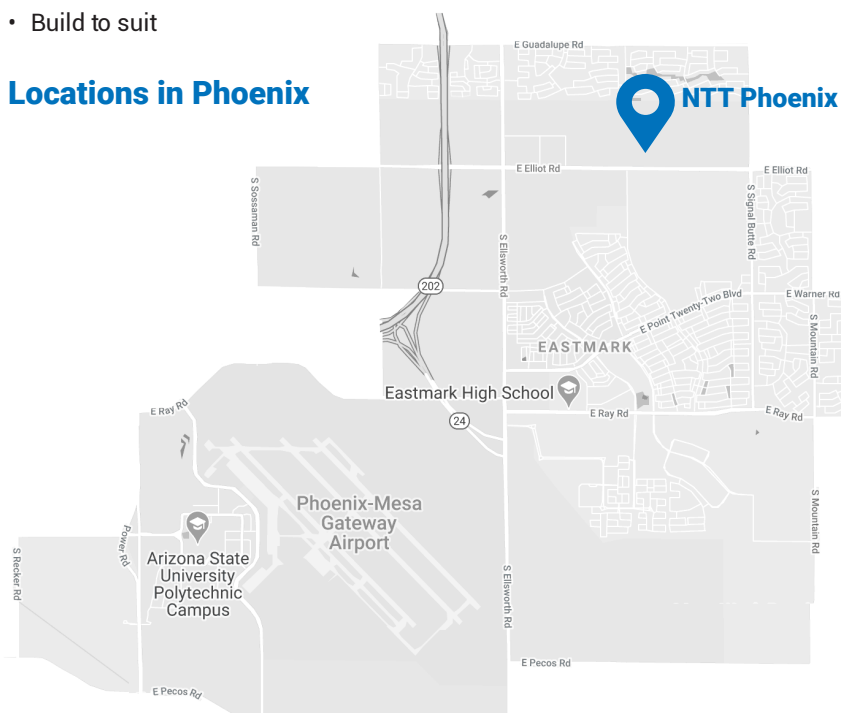 • Build to suit
Locations in Phoenix
E Guadalupe Rd
NTT Phoenix
E Elliot Rd
E Elliot Rd
S Sossaman Rd
S Ellsworth Rd
S Signal Butte Rd
202
E Point Twenty-Two Blvd
E Warner Rd
S Mountain Rd
EASTMARK
Eastmark High School
E Ray Rd
E Ray Rd
E Ray Rd
24
Phoenix-Mesa
Gateway
Airport
S Mountain Rd
Power Rd
S Recker Rd
Arizona State
University
Polytechnic
Campus
S Ellsworth Rd
E Pecos Rd
E Pecos Rd